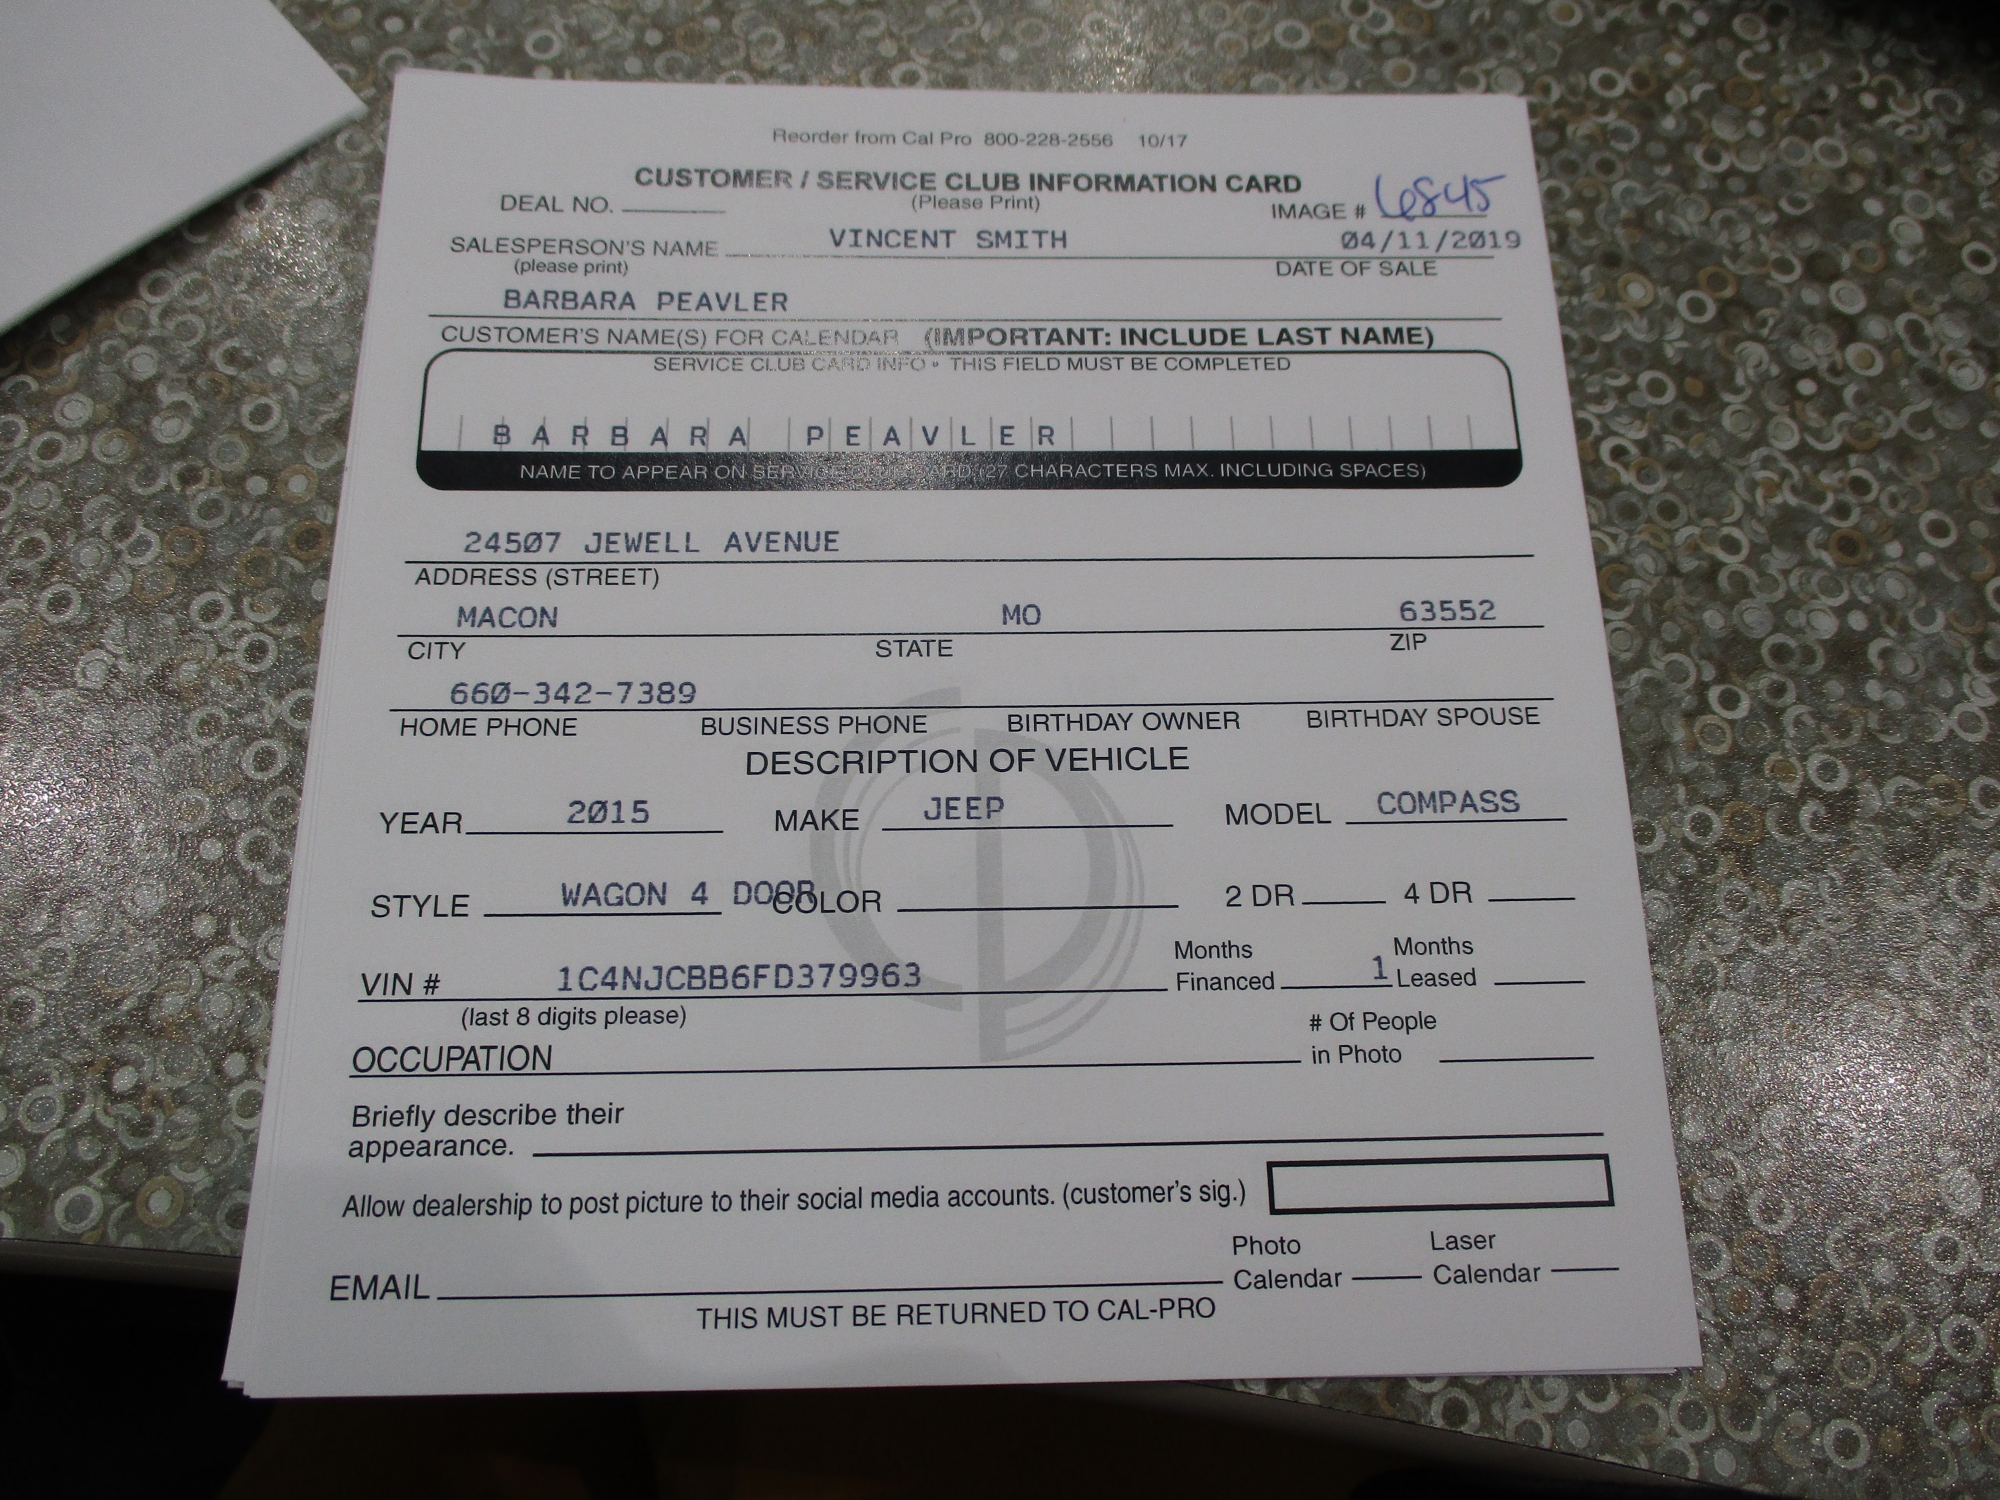 Reorder from Cal Pro 800-228-2556 10/17
CUSTOMER / SERVICE CLUB INFORMATION CARD
DEAL NO. (Please Print) IMAGE # 6845
SALESPERSON'S NAME VINCENT SMITH 04/11/2019
(please print) DATE OF SALE
BARBARA PEAVLER
CUSTOMER'S NAME(S) FOR CALENDAR (IMPORTANT: INCLUDE LAST NAME)
SERVICE CLUB CARD INFO • THIS FIELD MUST BE COMPLETED
BARBARA PEAVLER
NAME TO APPEAR ON SERVICE CLUB CARD (27 CHARACTERS MAX. INCLUDING SPACES)
24507 JEWELL AVENUE
ADDRESS (STREET)
MACON MO 63552
CITY STATE ZIP
660-342-7389
HOME PHONE BUSINESS PHONE BIRTHDAY OWNER BIRTHDAY SPOUSE
DESCRIPTION OF VEHICLE
YEAR 2015 MAKE JEEP MODEL COMPASS
STYLE WAGON 4 DOOR COLOR 2 DR 4 DR
Months Months
VIN # 1C4NJCBB6FD379963 Financed 1 Leased
(last 8 digits please) # Of People
OCCUPATION in Photo
Briefly describe their
appearance.
Allow dealership to post picture to their social media accounts. (customer's sig.)
Photo Laser
EMAIL Calendar Calendar
THIS MUST BE RETURNED TO CAL-PRO